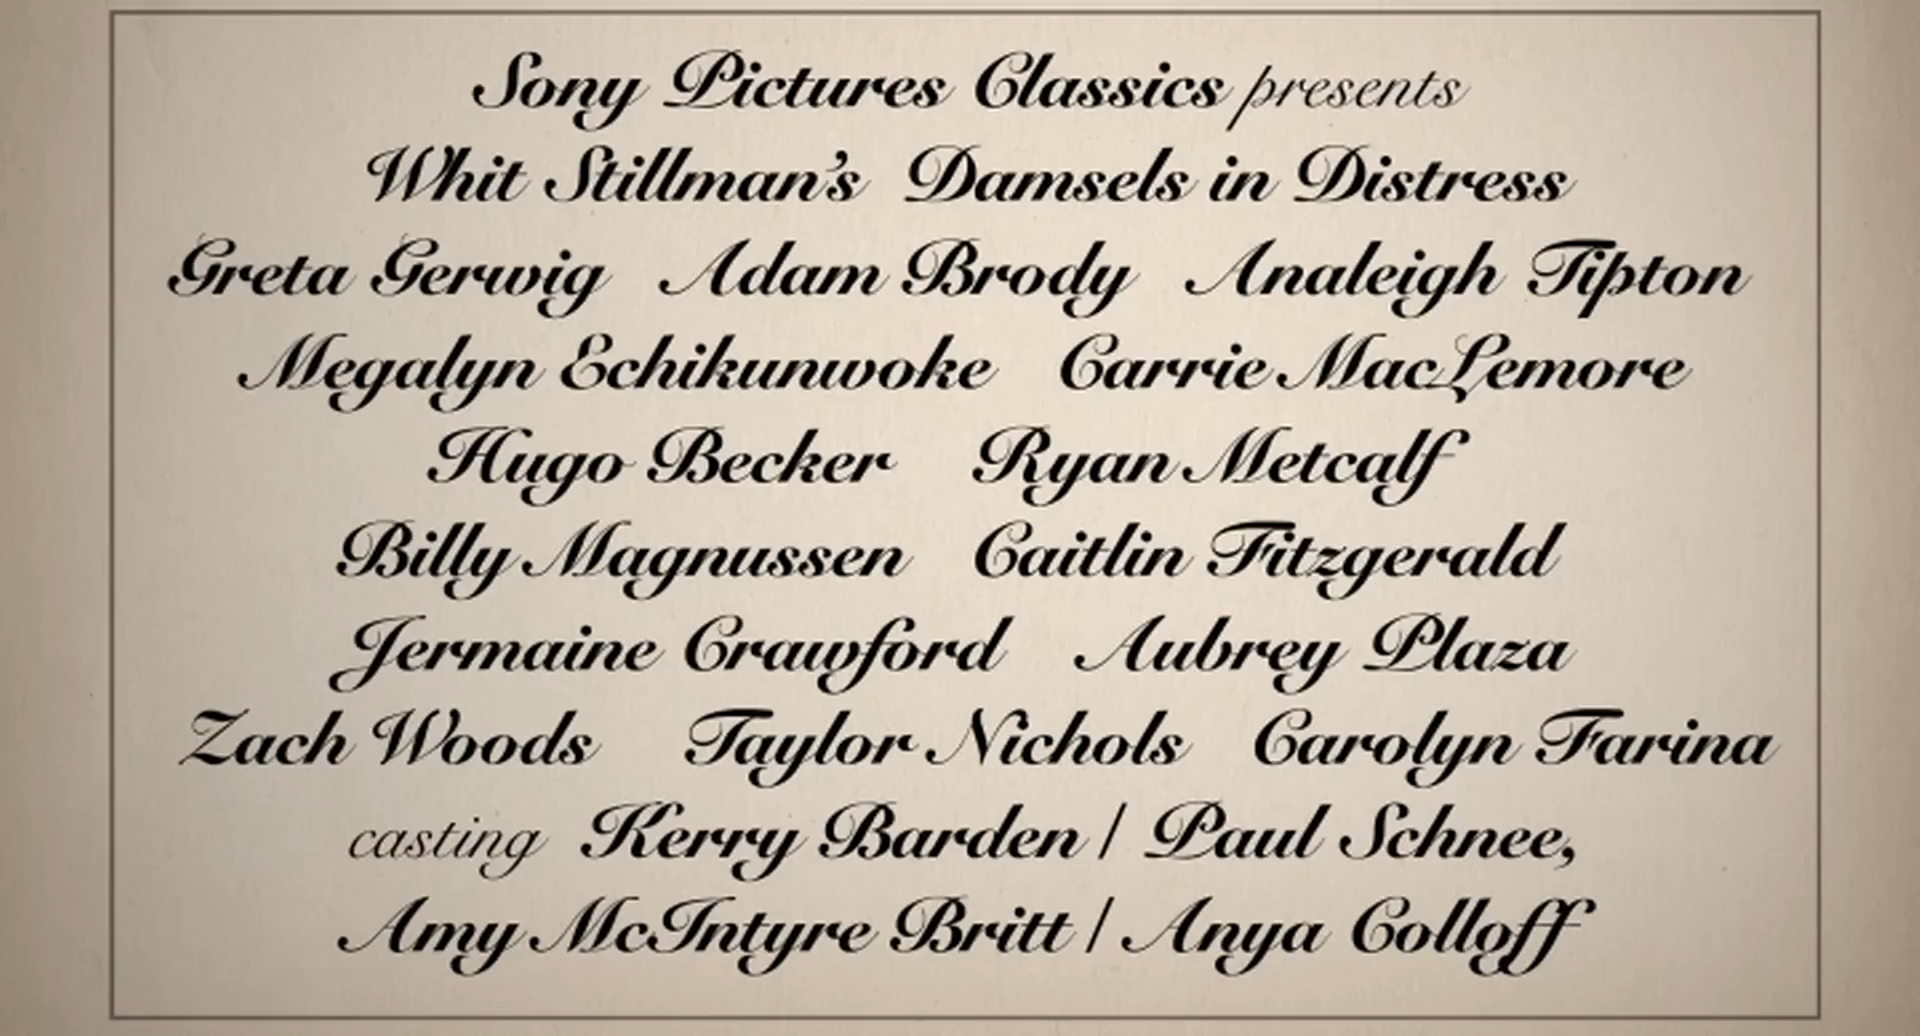 Sony Pictures Classics presents
Whit Stillman's Damsels in Distress
Greta Gerwig Adam Brody Analeigh Tipton
Megalyn Echikunwoke Carrie MacLemore
Hugo Becker Ryan Metcalf
Billy Magnussen Caitlin Fitzgerald
Jermaine Crawford Aubrey Plaza
Zach Woods Taylor Nichols Carolyn Farina
casting Kerry Barden / Paul Schnee,
Amy McIntyre Britt / Anya Colloff